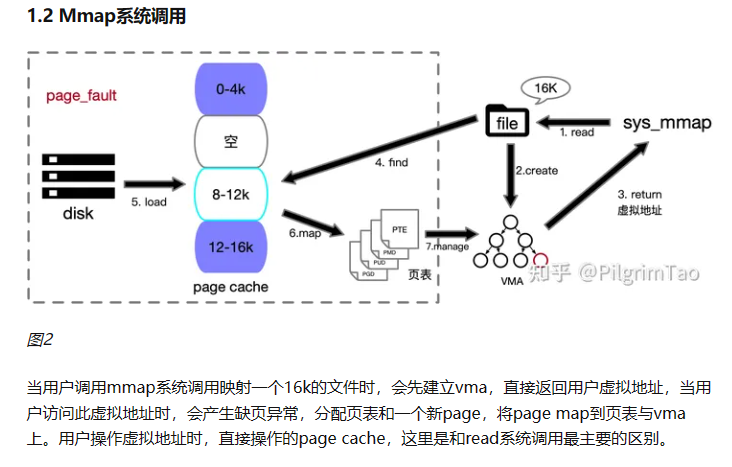 1.2 Mmap系统调用
page_fault
0-4k
空
8-12k
12-16k
page cache
disk
5. load
4. find
6.map
PTE
PMD
PUD
PGD
页表
7.manage
16K
file
1. read
sys_mmap
2.create
3. return
虚拟地址
VMA
知乎 @PilgrimTao
图2
当用户调用mmap系统调用映射一个16k的文件时，会先建立vma，直接返回用户虚拟地址，当用
户访问此虚拟地址时，会产生缺页异常，分配页表和一个新page，将page map到页表与vma
上。用户操作虚拟地址时，直接操作的page cache，这里是和read系统调用最主要的区别。